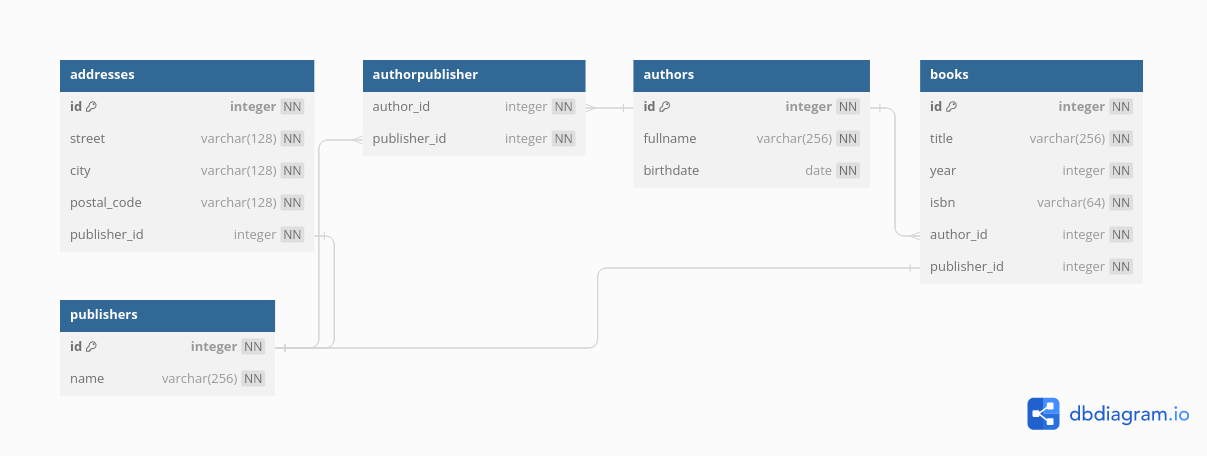 addresses
id integer NN
street varchar(128) NN
city varchar(128) NN
postal_code varchar(128) NN
publisher_id integer NN
authorpublisher
author_id integer NN
publisher_id integer NN
authors
id integer NN
fullname varchar(256) NN
birthdate date NN
books
id integer NN
title varchar(256) NN
year integer NN
isbn varchar(64) NN
author_id integer NN
publisher_id integer NN
publishers
id integer NN
name varchar(256) NN
dbdiagram.io